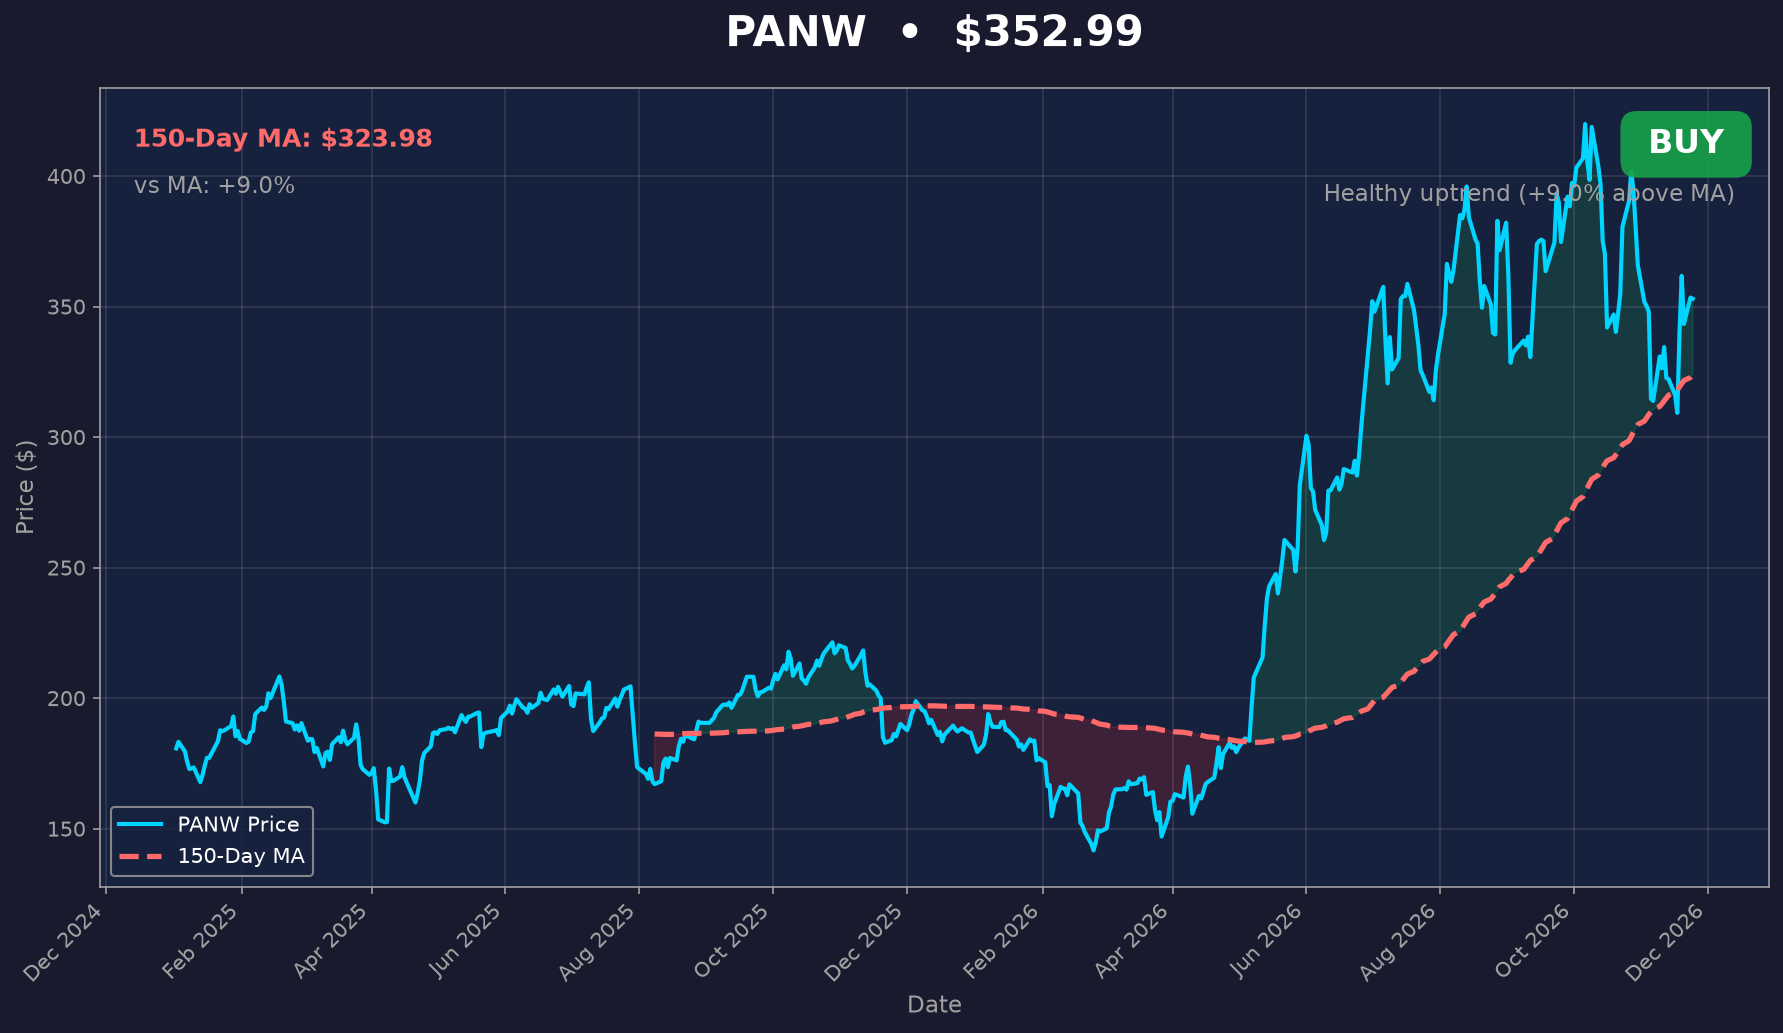 PANW • $352.99
150-Day MA: $323.98
vs MA: +9.0%
BUY
Healthy uptrend (+9.0% above MA)
400
350
300
250
200
150
Price ($)
PANW Price
150-Day MA
Dec 2024
Feb 2025
Apr 2025
Jun 2025
Aug 2025
Oct 2025
Dec 2025
Feb 2026
Apr 2026
Jun 2026
Aug 2026
Oct 2026
Dec 2026
Date